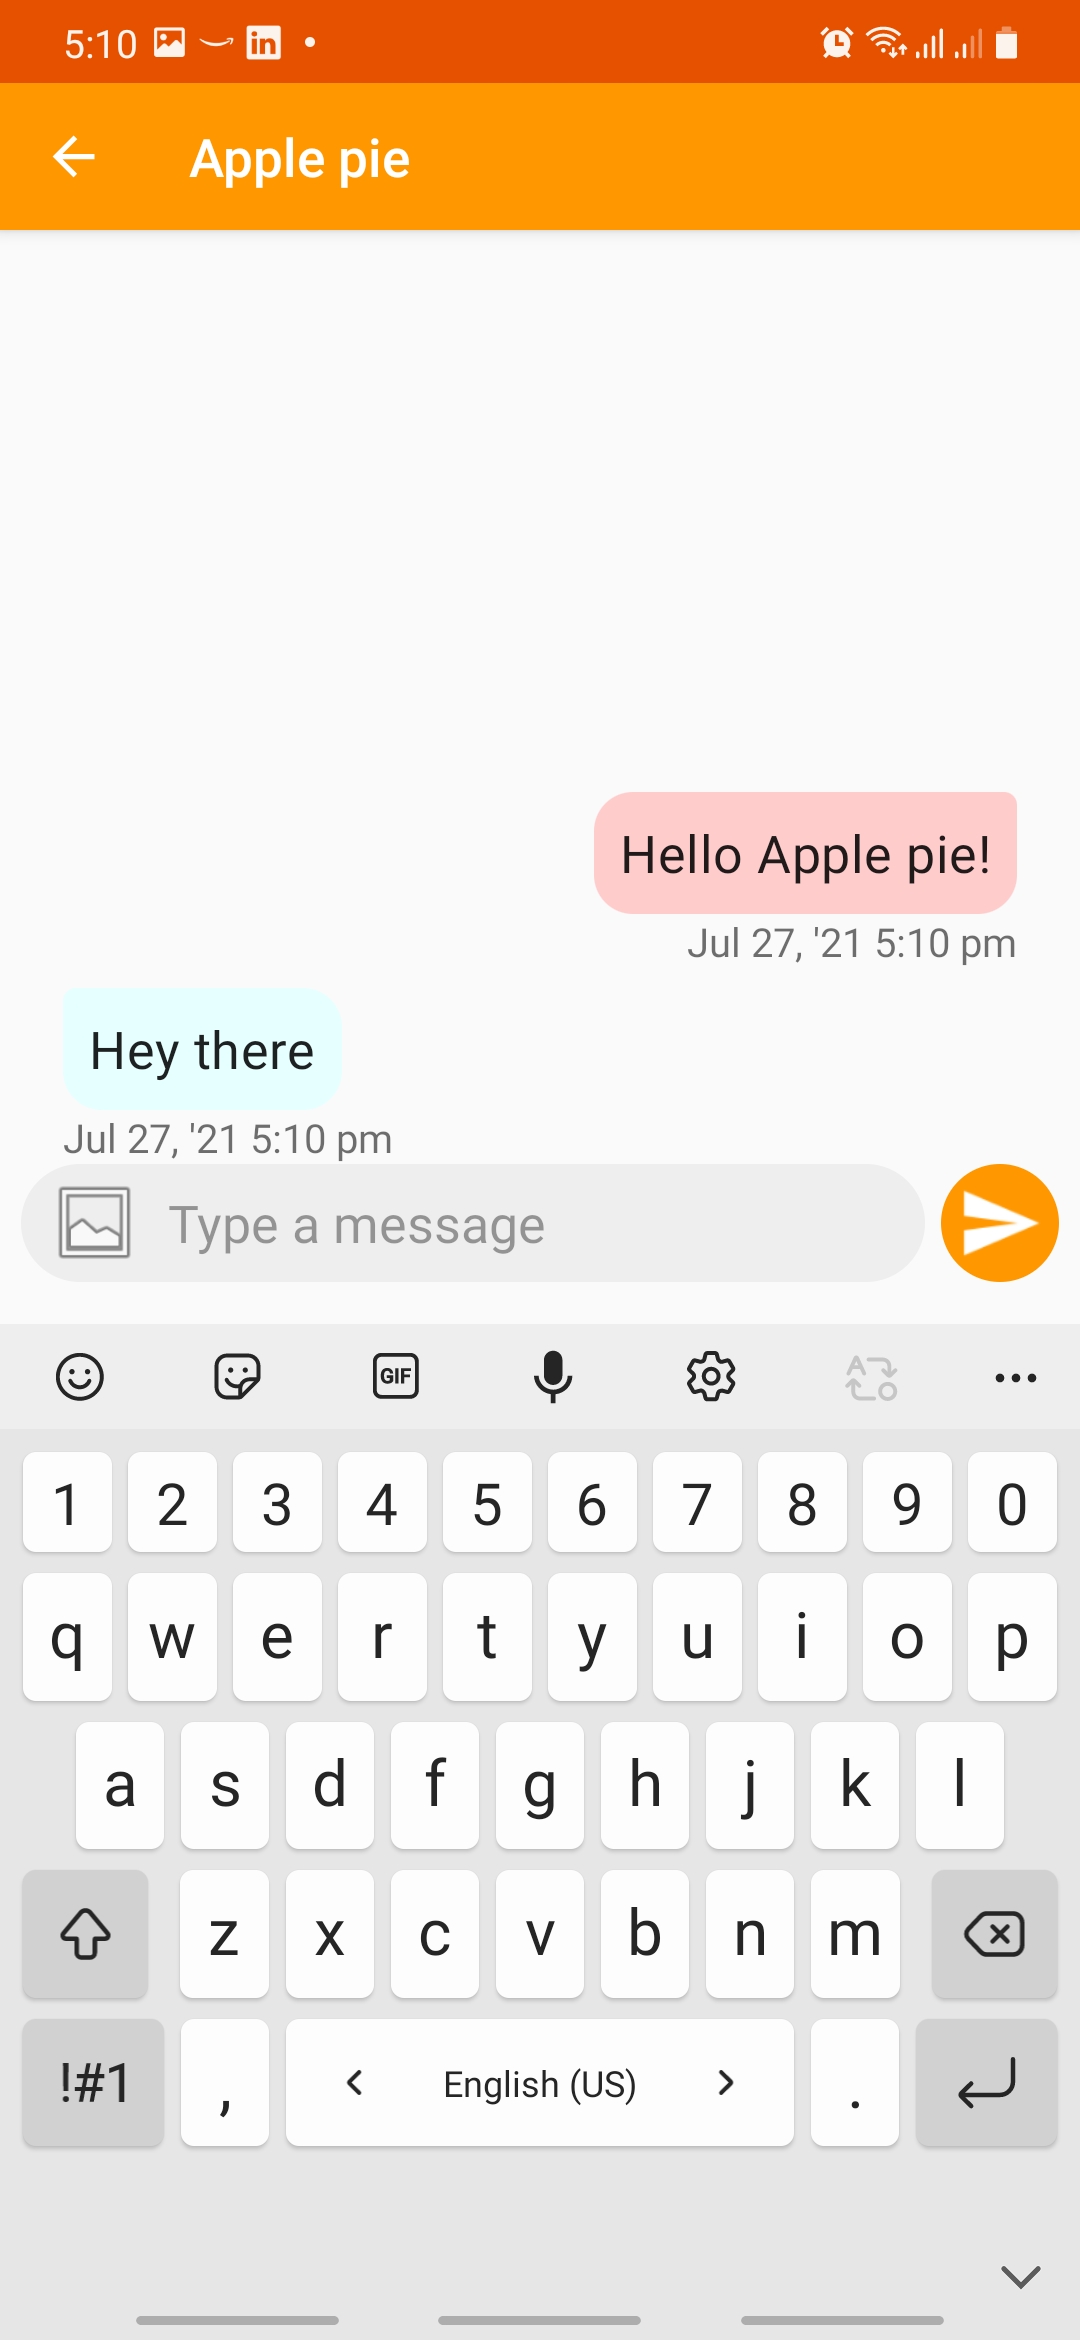 5:10 in
Apple pie
Hello Apple pie!
Jul 27, '21 5:10 pm
Hey there
Jul 27, '21 5:10 pm
Type a message
GIF
1 2 3 4 5 6 7 8 9 0
q w e r t y u i o p
a s d f g h j k l
z x c v b n m
!#1 , English (US) .